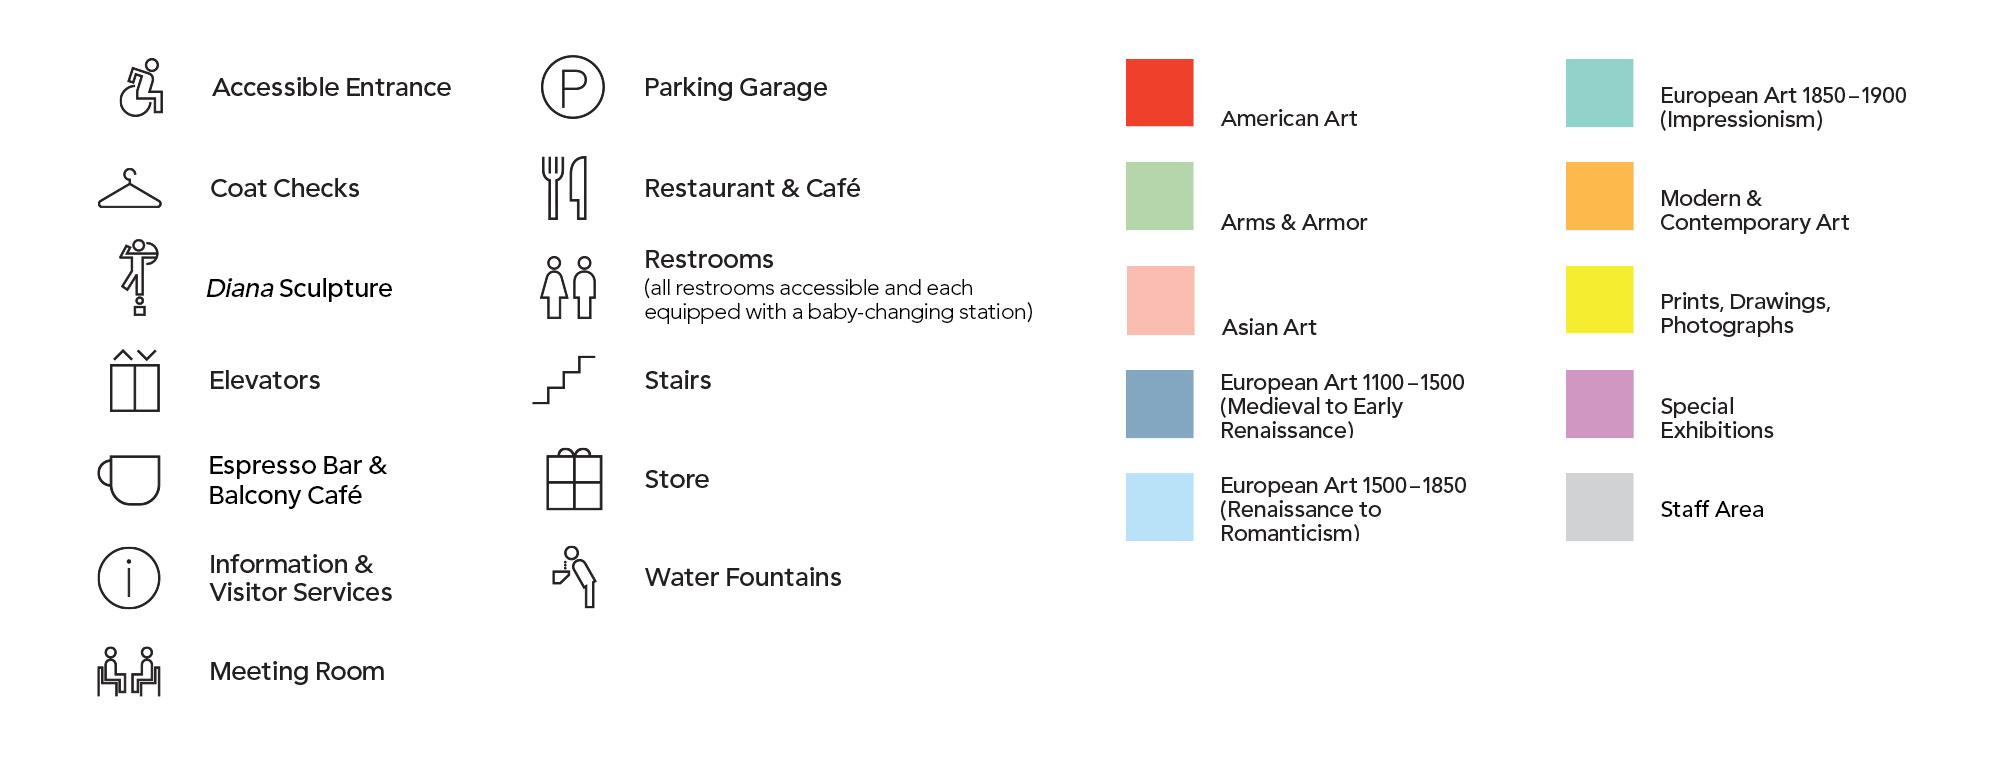 Accessible Entrance
Coat Checks
Diana Sculpture
Elevators
Espresso Bar &
Balcony Café
i
Information &
Visitor Services
Meeting Room
P
Parking Garage
Restaurant & Café
Restrooms
(all restrooms accessible and each
equipped with a baby-changing station)
Stairs
Store
Water Fountains
American Art
Arms & Armor
Asian Art
European Art 1100–1500
(Medieval to Early
Renaissance)
European Art 1500–1850
(Renaissance to
Romanticism)
European Art 1850–1900
(Impressionism)
Modern &
Contemporary Art
Prints, Drawings,
Photographs
Special
Exhibitions
Staff Area